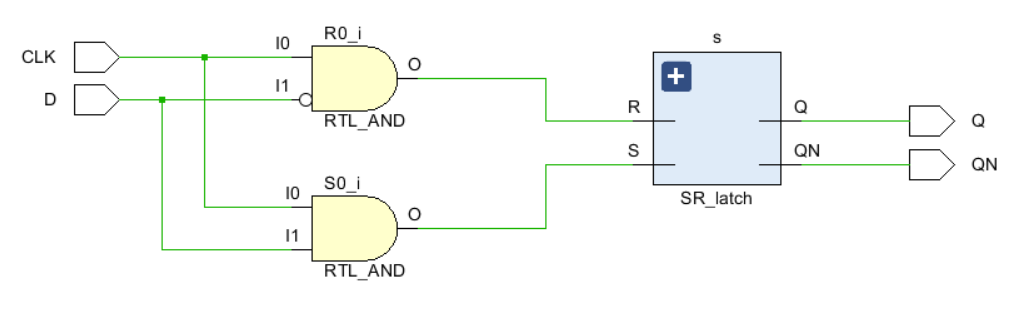 R0_i
s
CLK
I0
O
D
I1
RTL_AND
R
Q
Q
S
QN
QN
S0_i
I0
O
SR_latch
I1
RTL_AND